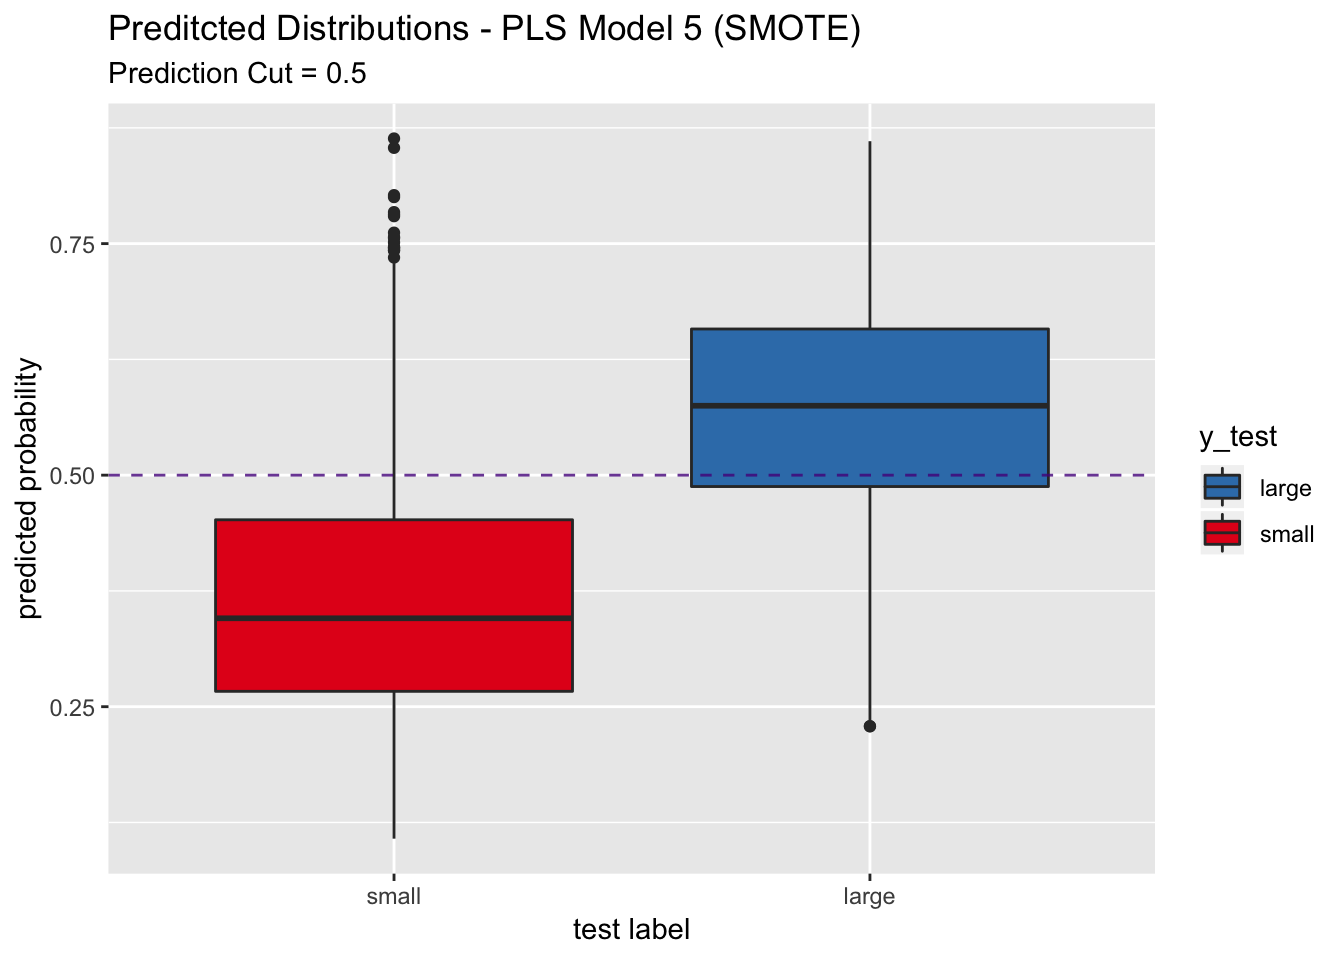 Preditcted Distributions - PLS Model 5 (SMOTE)
Prediction Cut = 0.5
predicted probability
0.75
0.50
0.25
small
large
test label
y_test
large
small